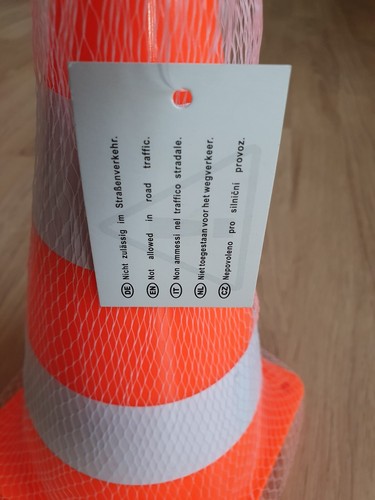 DE Nicht zulässig im Straßenverkehr.
EN Not allowed in road traffic.
IT Non ammessi nel traffico stradale.
NL Niet toegestaan voor het wegverkeer.
CZ Nepovoleno pro silniční provoz.